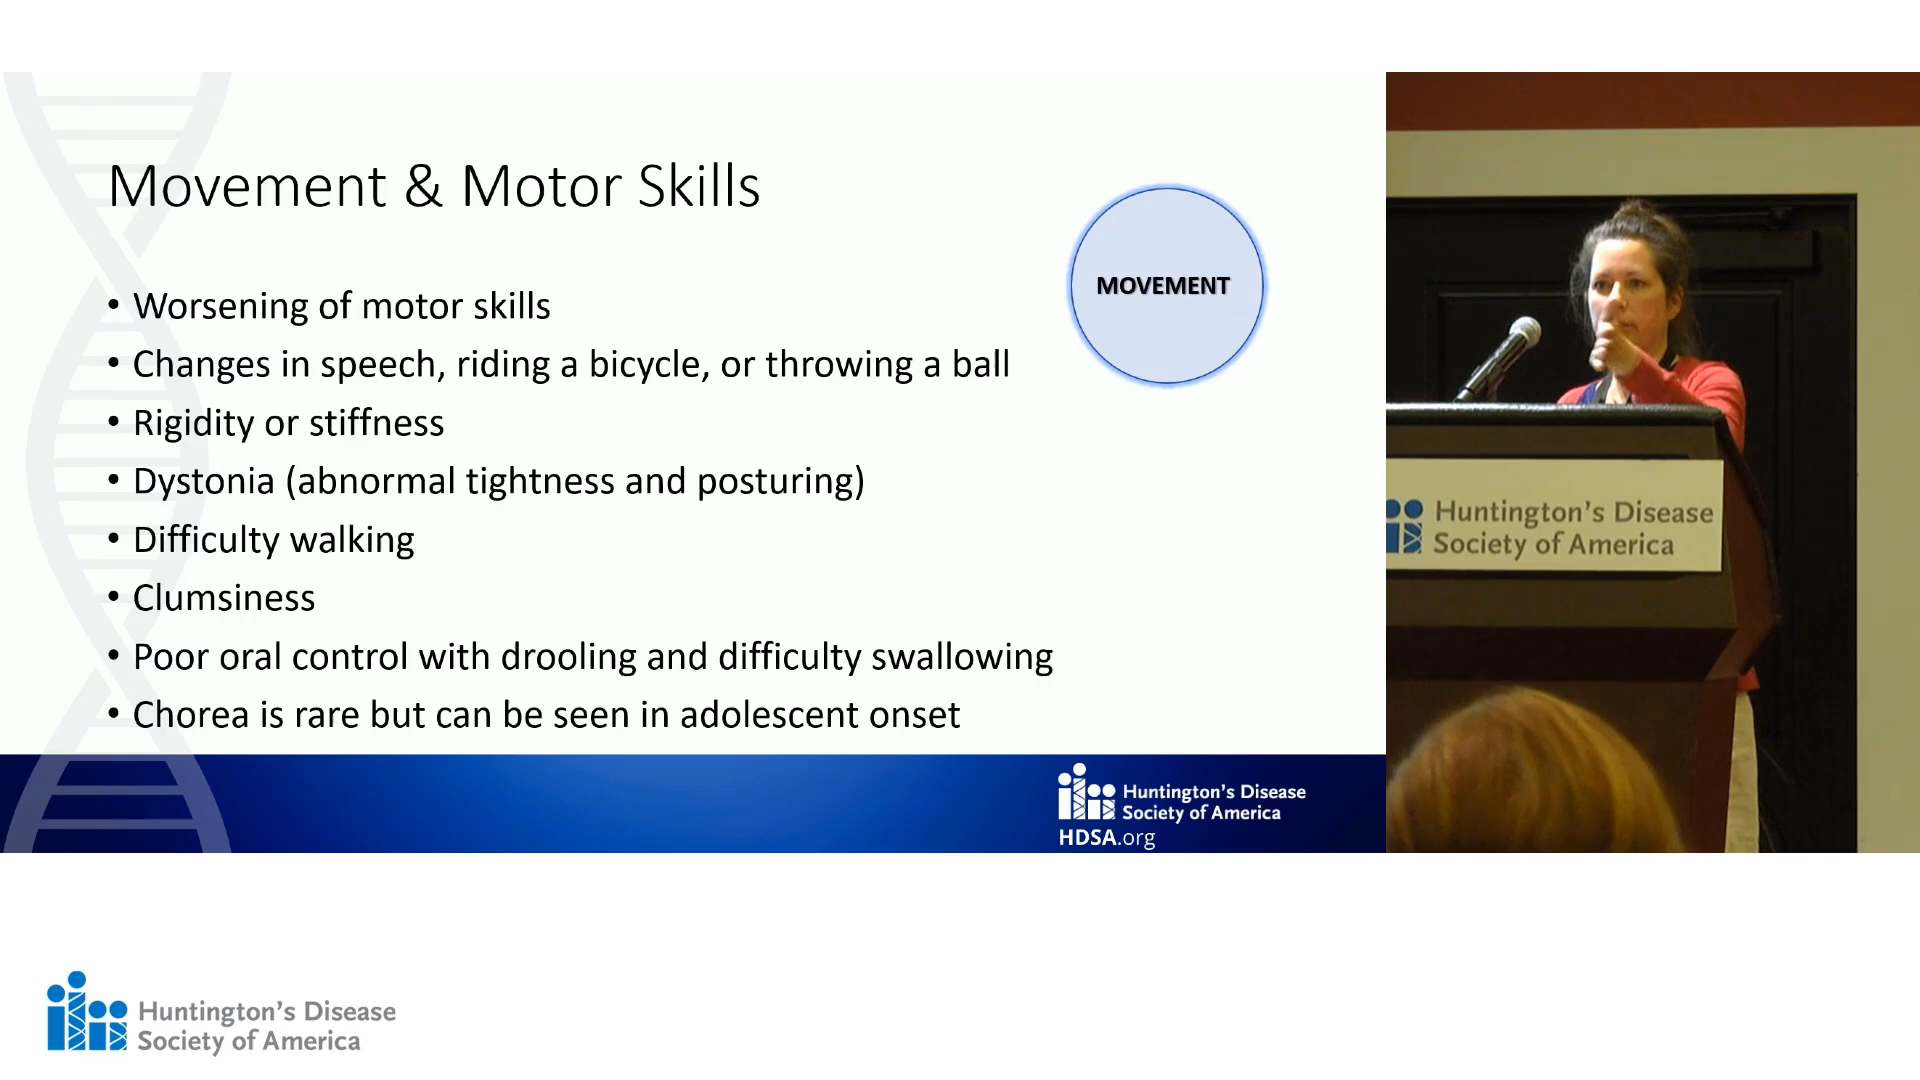 Movement & Motor Skills
MOVEMENT
• Worsening of motor skills
• Changes in speech, riding a bicycle, or throwing a ball
• Rigidity or stiffness
• Dystonia (abnormal tightness and posturing)
• Difficulty walking
• Clumsiness
• Poor oral control with drooling and difficulty swallowing
• Chorea is rare but can be seen in adolescent onset
Huntington's Disease
Society of America
HDSA.org
Huntington's Disease
Society of America
Huntington's Disease
Society of America